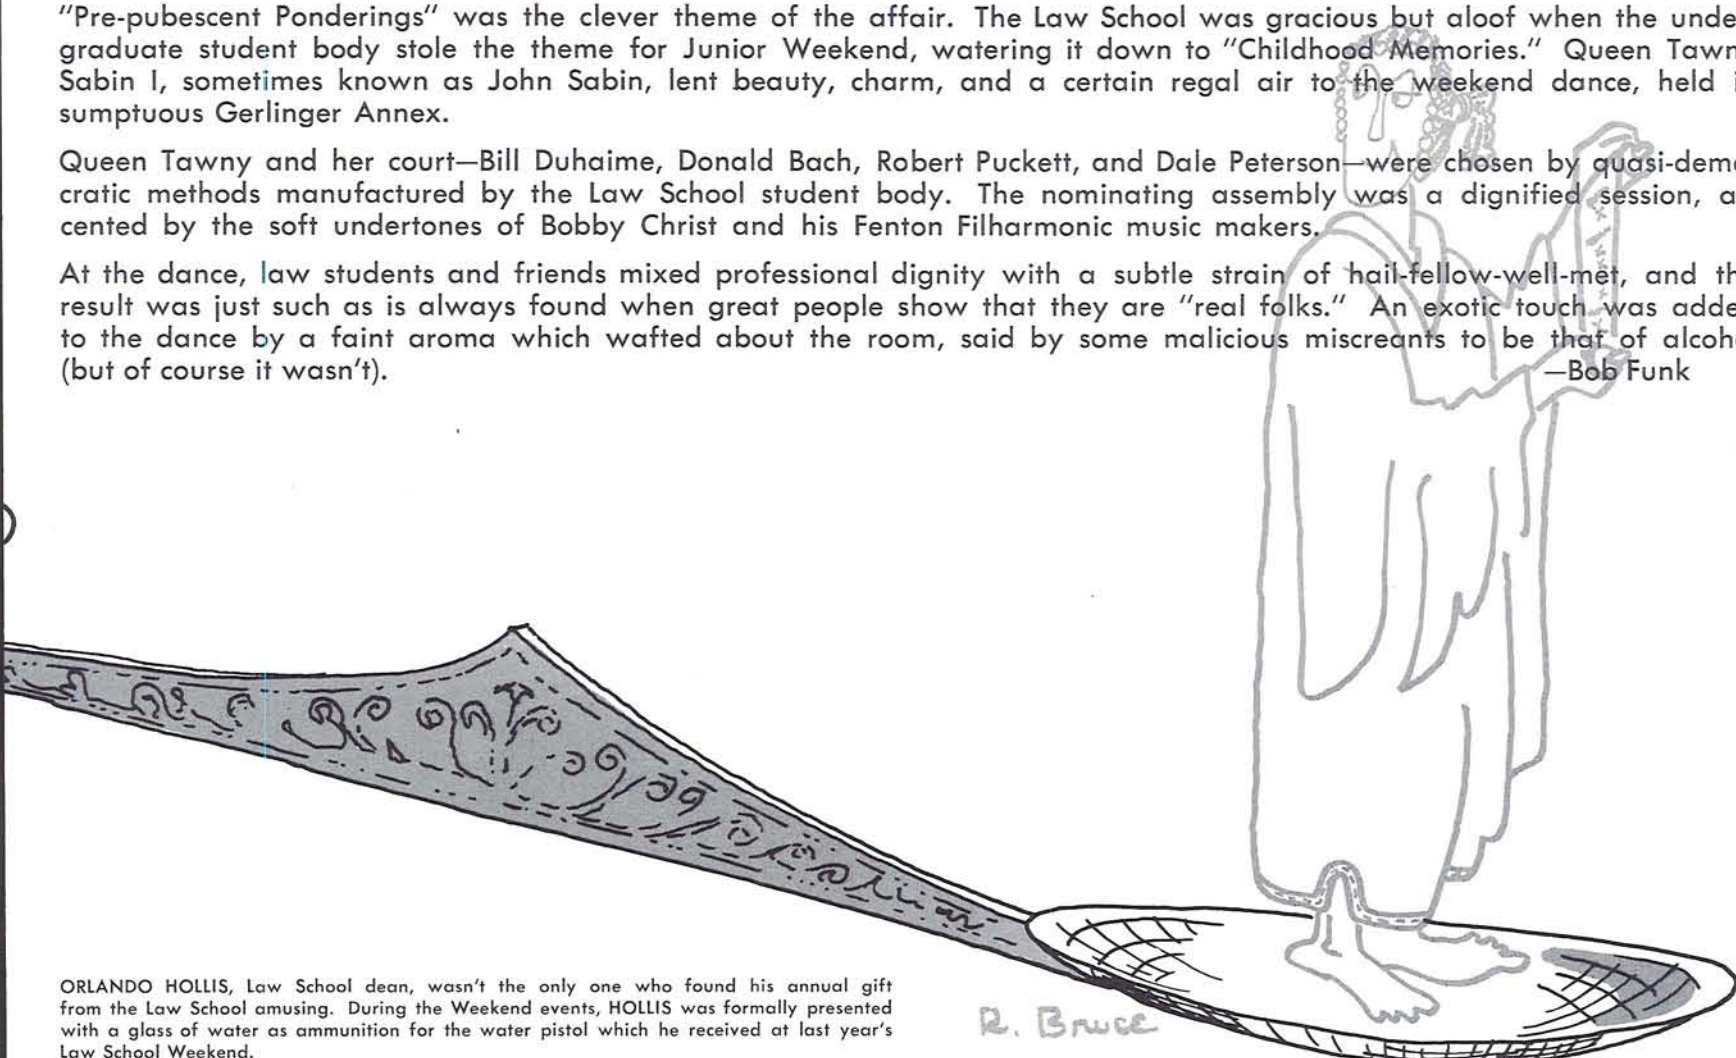 "Pre-pubescent Ponderings" was the clever theme of the affair. The Law School was gracious but aloof when the unde
graduate student body stole the theme for Junior Weekend, watering it down to "Childhood Memories." Queen Tawn
Sabin I, sometimes known as John Sabin, lent beauty, charm, and a certain regal air to the weekend dance, held i
sumptuous Gerlinger Annex.
Queen Tawny and her court—Bill Duhaime, Donald Bach, Robert Puckett, and Dale Peterson—were chosen by quasi-demo
cratic methods manufactured by the Law School student body. The nominating assembly was a dignified session, a
cented by the soft undertones of Bobby Christ and his Fenton Filharmonic music makers.
At the dance, law students and friends mixed professional dignity with a subtle strain of hail-fellow-well-met, and th
result was just such as is always found when great people show that they are "real folks." An exotic touch was adde
to the dance by a faint aroma which wafted about the room, said by some malicious miscreants to be that of alcoho
(but of course it wasn't). —Bob Funk
ORLANDO HOLLIS, Law School dean, wasn't the only one who found his annual gift
from the Law School amusing. During the Weekend events, HOLLIS was formally presented
with a glass of water as ammunition for the water pistol which he received at last year's
Law School Weekend.
R. Bruce